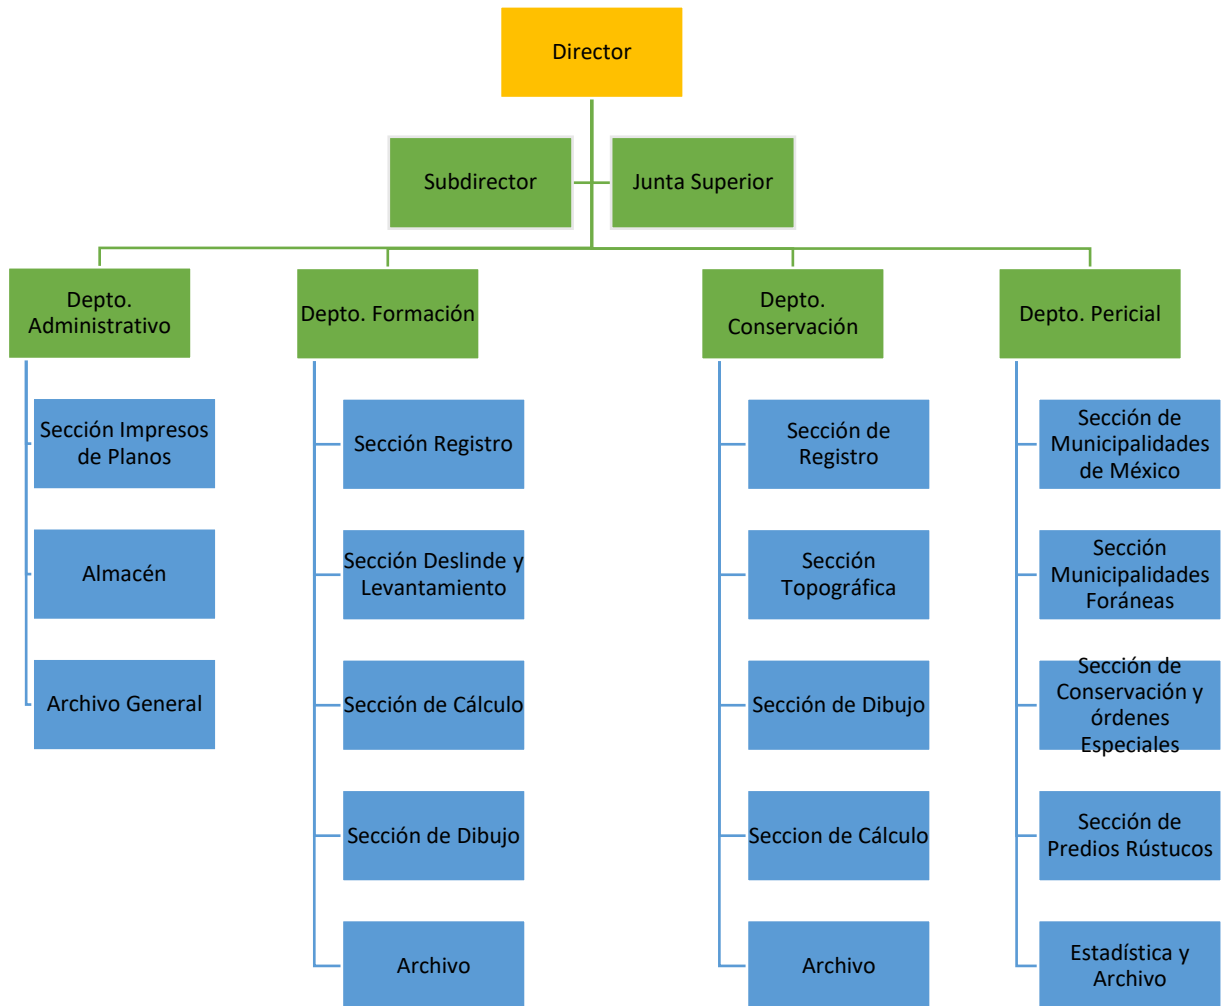 Director
Subdirector
Junta Superior
Depto.
Administrativo
Depto. Formación
Depto.
Conservación
Depto. Pericial
Sección Impresos
de Planos
Almacén
Archivo General
Sección Registro
Sección Deslinde y
Levantamiento
Sección de Cálculo
Sección de Dibujo
Archivo
Sección de
Registro
Sección
Topográfica
Sección de Dibujo
Seccion de Cálculo
Archivo
Sección de
Municipalidades
de México
Sección
Municipalidades
Foráneas
Sección de
Conservación y
órdenes
Especiales
Sección de
Predios Rústucos
Estadística y
Archivo